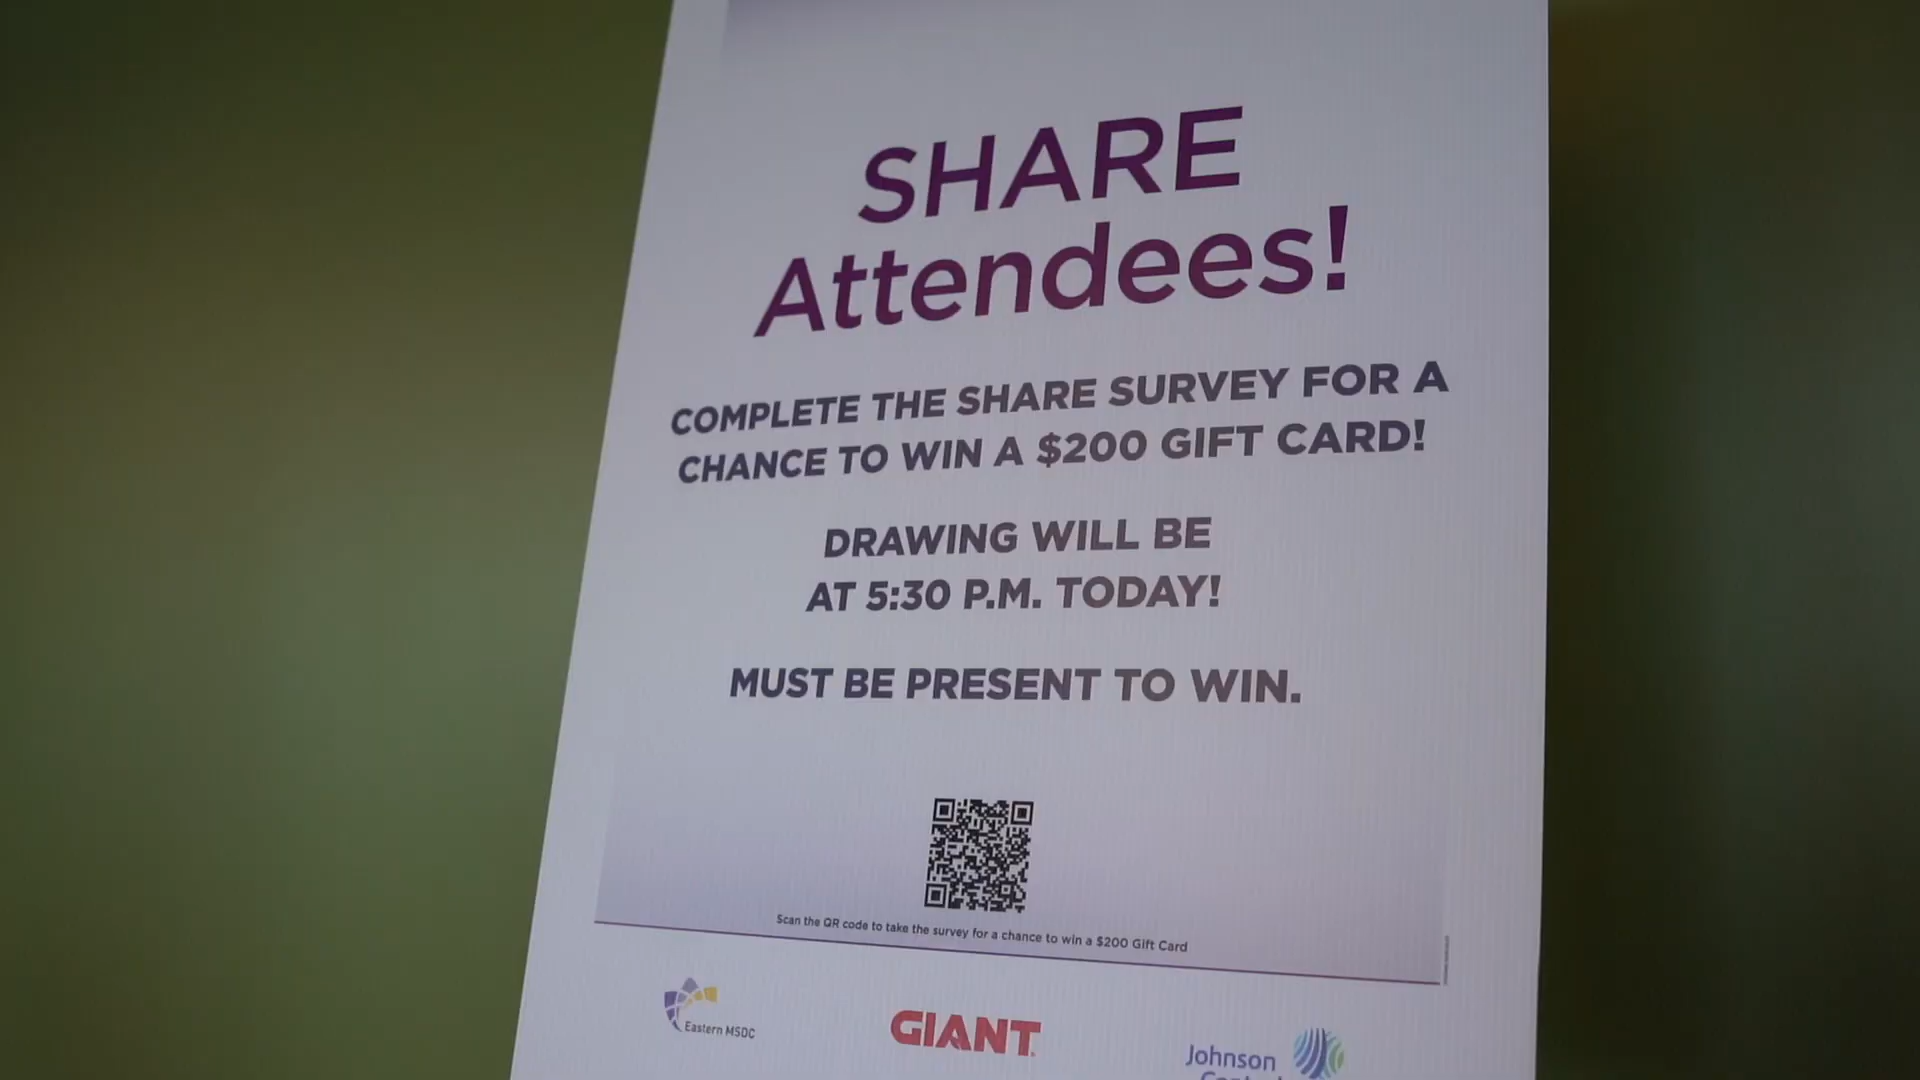 SHARE
Attendees!
COMPLETE THE SHARE SURVEY FOR A
CHANCE TO WIN A $200 GIFT CARD!
DRAWING WILL BE
AT 5:30 P.M. TODAY!
MUST BE PRESENT TO WIN.
Scan the QR code to take the survey for a chance to win a $200 Gift Card
Eastern MSDC
GIANT
Johnson